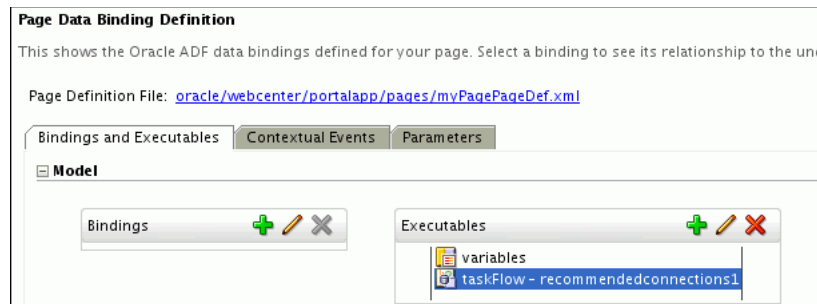 Page Data Binding Definition
This shows the Oracle ADF data bindings defined for your page. Select a binding to see its relationship to the
Page Definition File: oracle/webcenter/portalapp/pages/myPagePageDef.xml
Bindings and Executables Contextual Events Parameters
Model
Bindings Executables
variables
taskFlow - recommendedconnections1